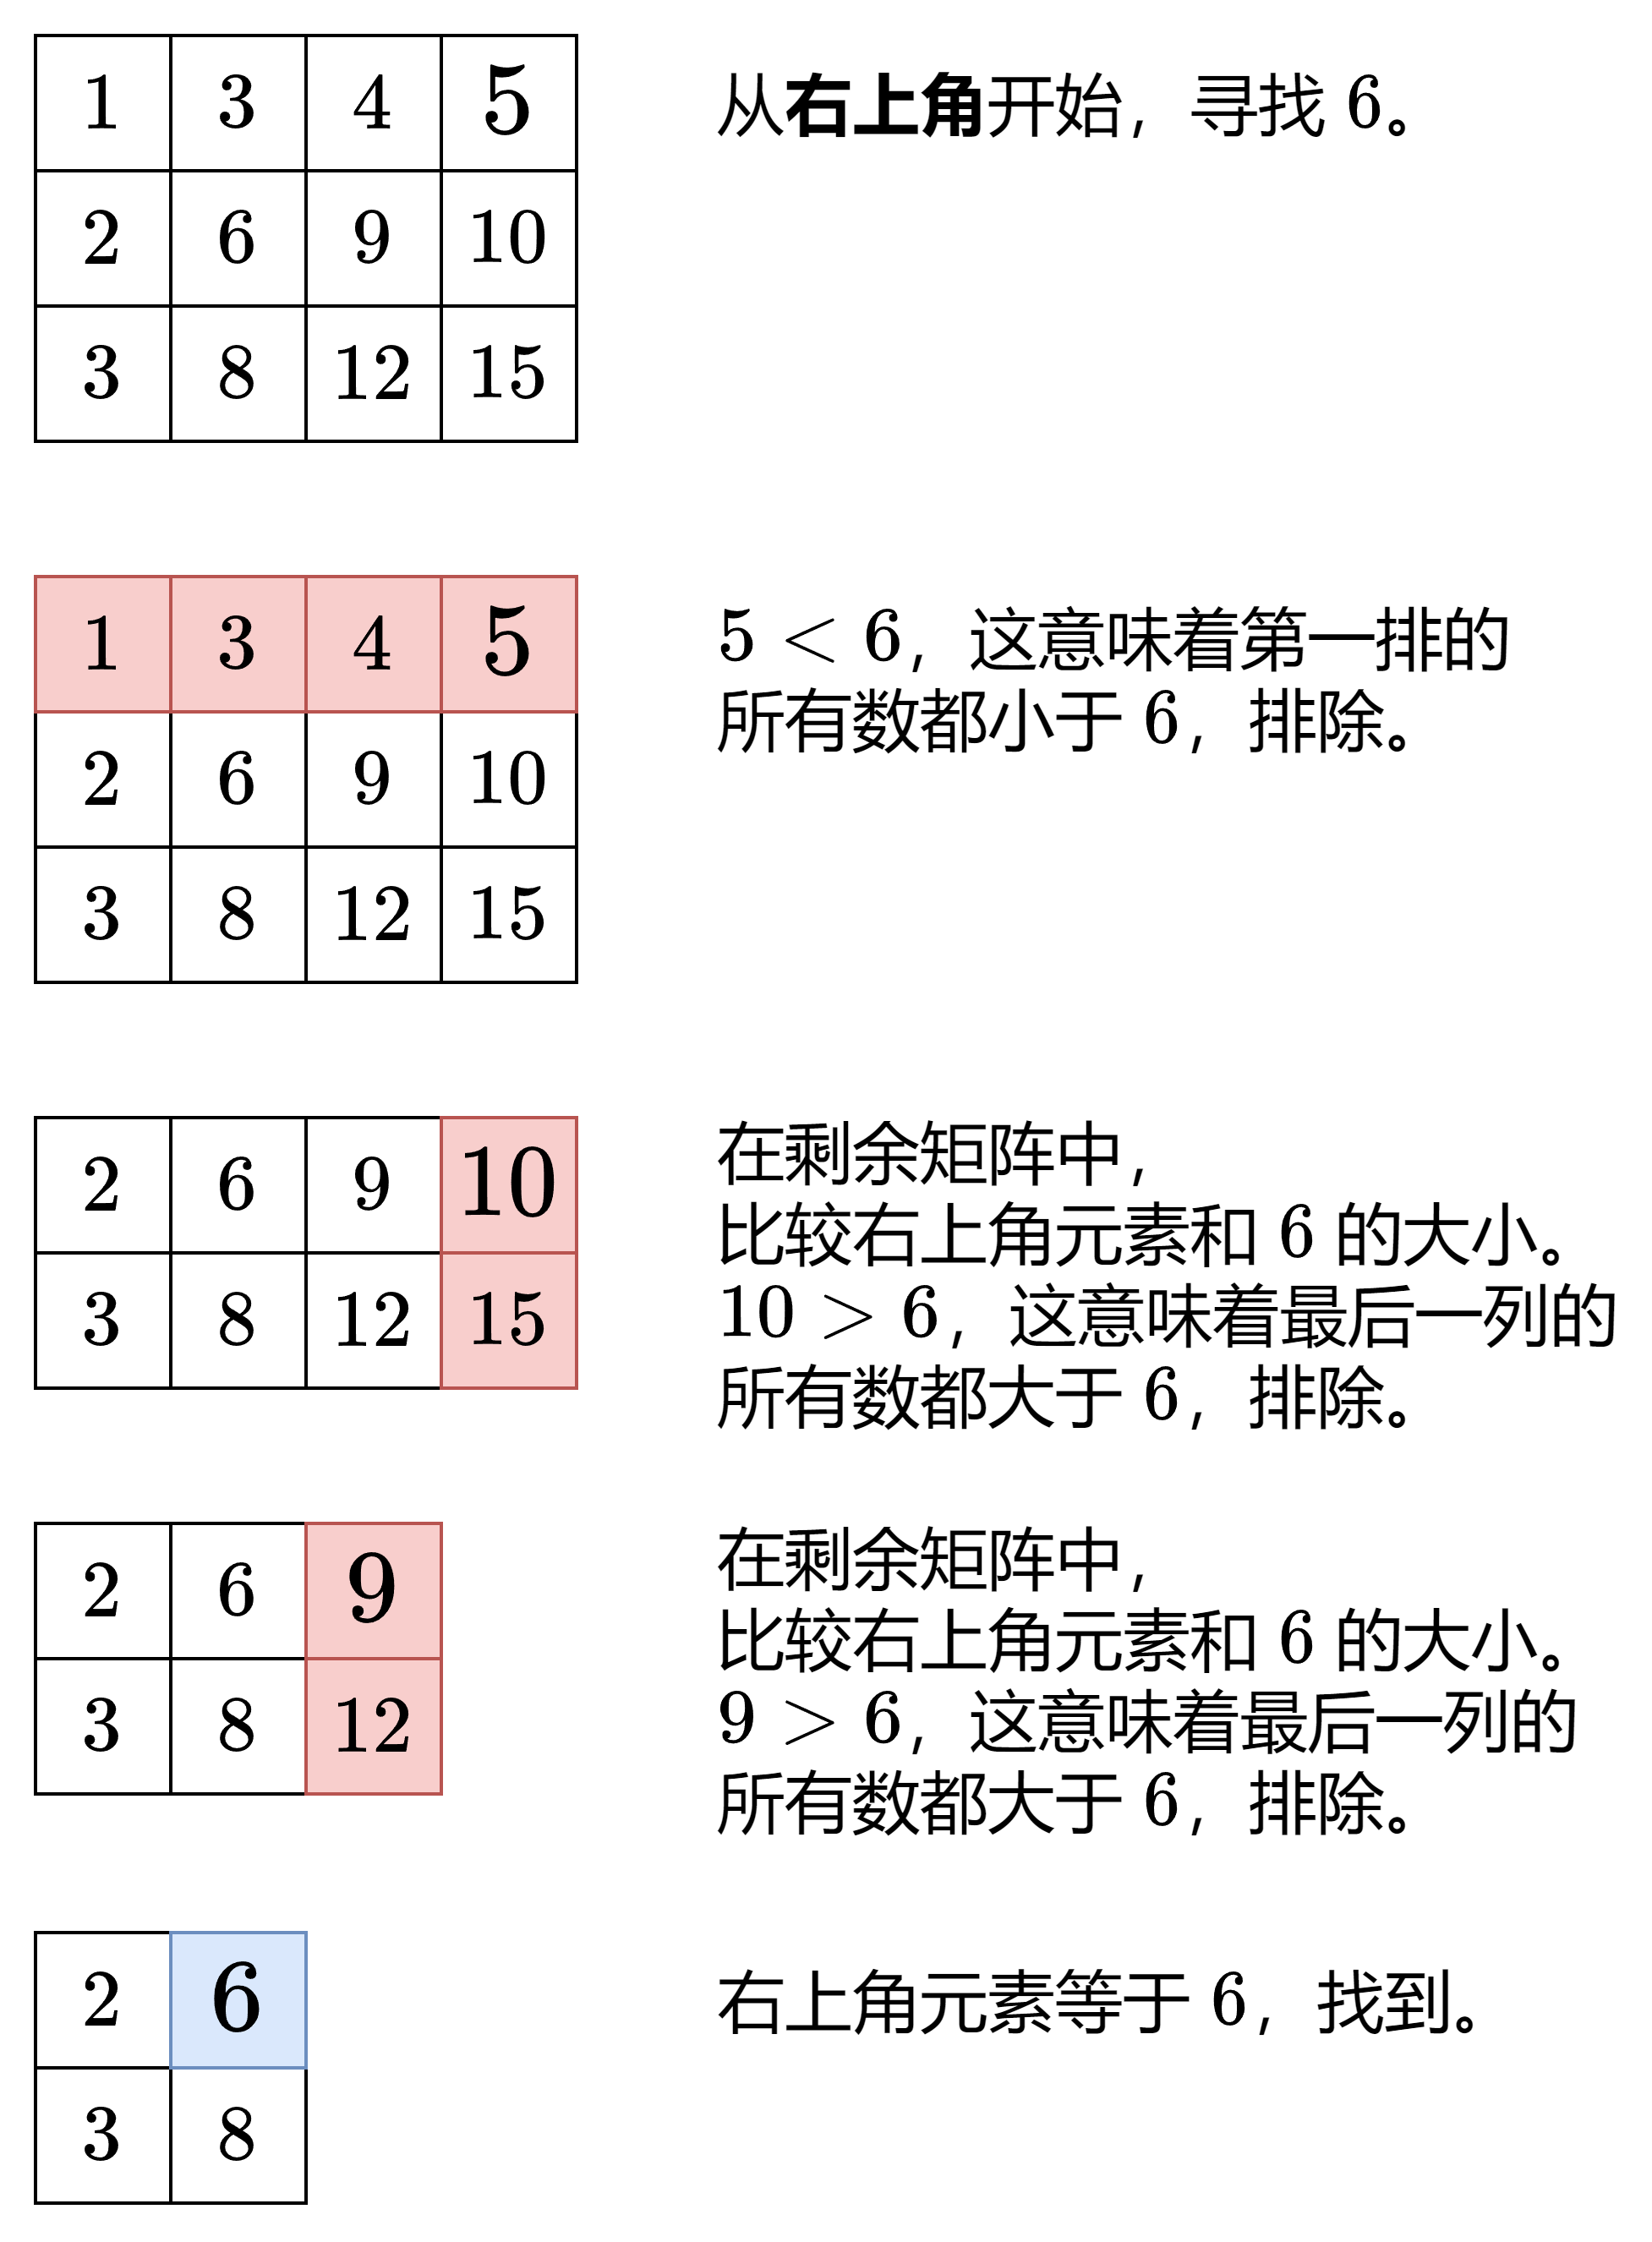 1 3 4 5
从右上角开始，寻找 6。
2 6 9 10
3 8 12 15
1 3 4 5
5 < 6，这意味着第一排的
所有数都小于 6，排除。
2 6 9 10
3 8 12 15
2 6 9 10
3 8 12 15
在剩余矩阵中，
比较右上角元素和 6 的大小。
10 > 6，这意味着最后一列的
所有数都大于 6，排除。
2 6 9
3 8 12
在剩余矩阵中，
比较右上角元素和 6 的大小。
9 > 6，这意味着最后一列的
所有数都大于 6，排除。
2 6
右上角元素等于 6，找到。
3 8